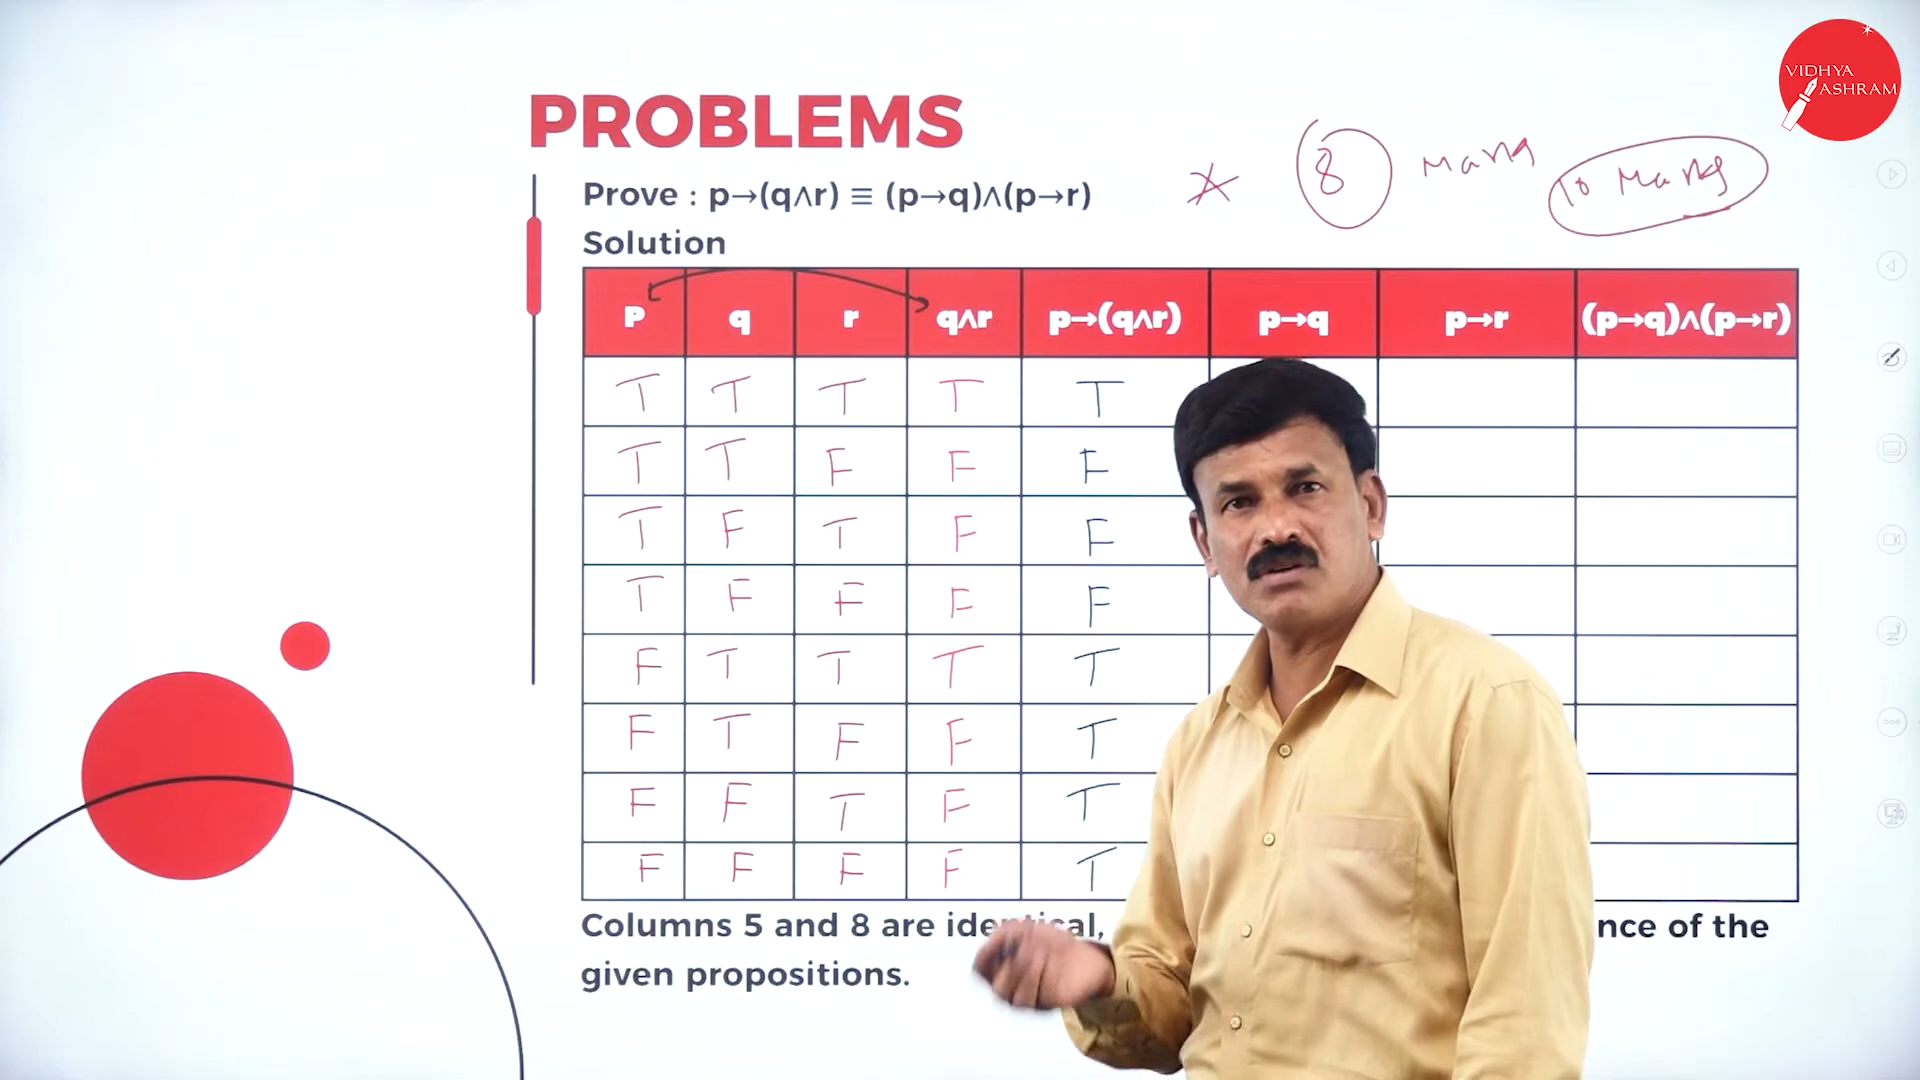 VIDHYA
ASHRAM
PROBLEMS
8 Marks
10 Marks
Prove : p→(q∧r) ≡ (p→q)∧(p→r)
Solution
P q r q∧r p→(q∧r) p→q p→r (p→q)∧(p→r)
T T T T T
T T F F F
T F T F F
T F F F F
F T T T T
F T F F T
F F T F T
F F F F T
Columns 5 and 8 are identical, nce of the
given propositions.